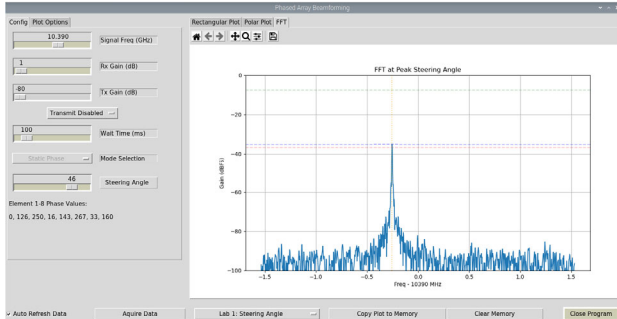 Phased Array Beamforming
Config Plot Options
10.390 Signal Freq (GHz)
1 Rx Gain (dB)
-80 Tx Gain (dB)
Transmit Disabled
100 Wait Time (ms)
Static Phase Mode Selection
46 Steering Angle
Element 1-8 Phase Values:
0, 126, 250, 16, 143, 267, 33, 160
Rectangular Plot Polar Plot FFT
FFT at Peak Steering Angle
Gain (dBFS)
0
−20
−40
−60
−80
−100
−1.5 −1.0 −0.5 0.0 0.5 1.0 1.5
Freq - 10390 MHz
Auto Refresh Data Aquire Data Lab 1: Steering Angle Copy Plot to Memory Clear Memory Close Program